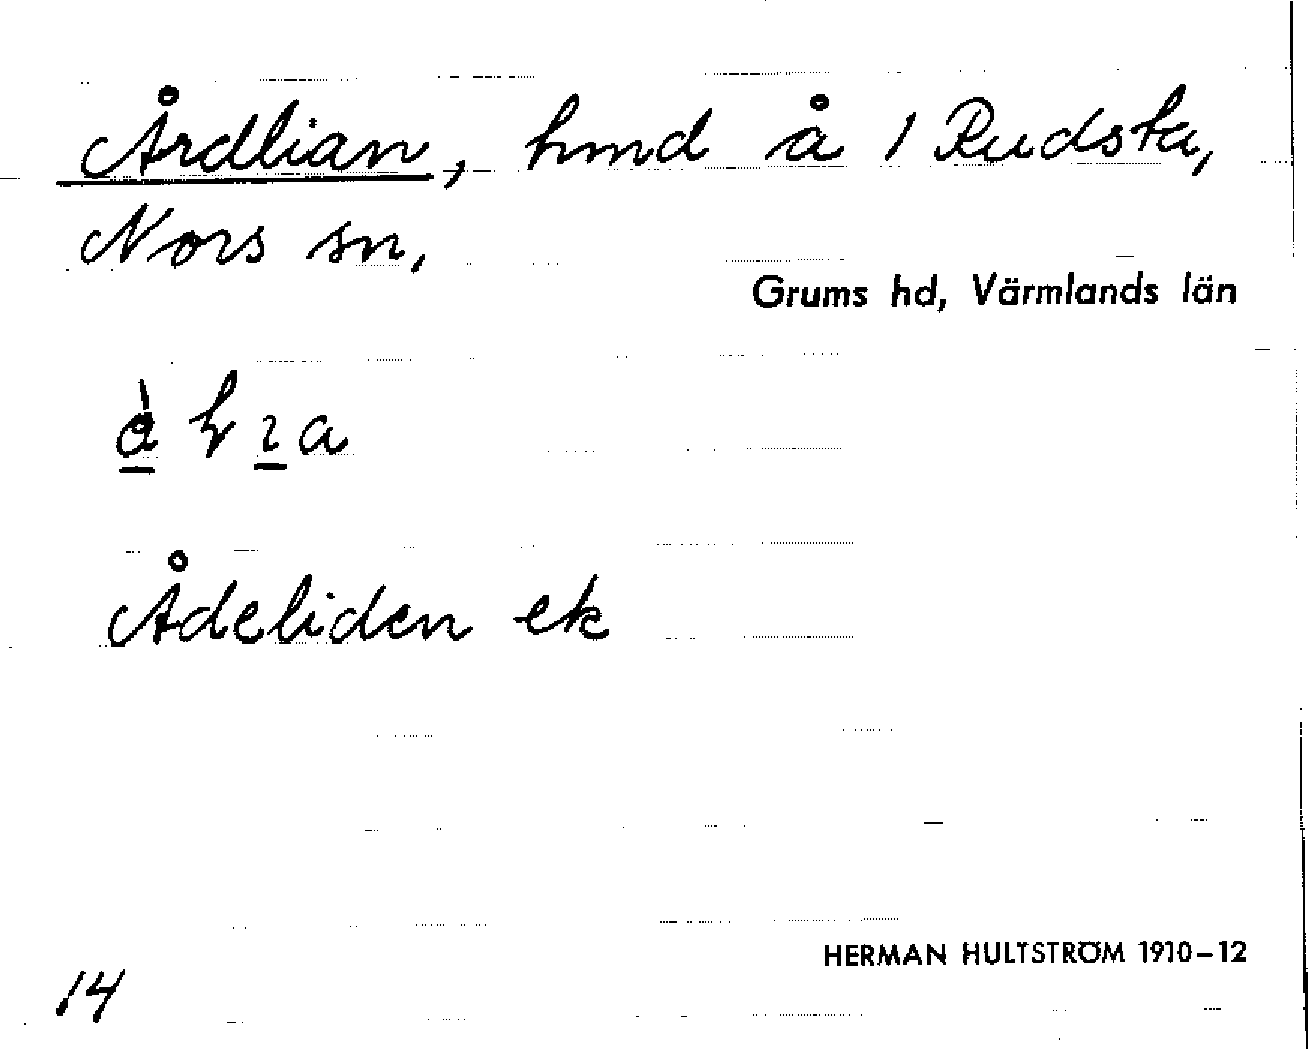 Årdlian, hmd å 1 Rudsta,
Nors sn,
Grums hd, Värmlands län
Ådeliden ek
HERMAN HULTSTRÖM 1910–12
14